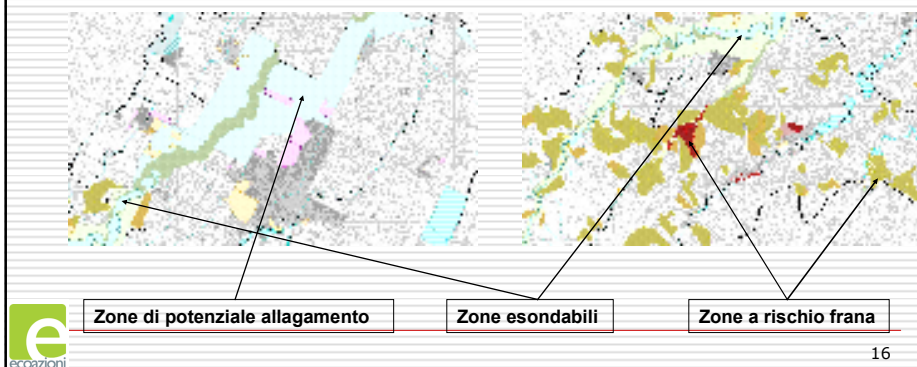 Zone di potenziale allagamento
Zone esondabili
Zone a rischio frana
ecoazioni
16